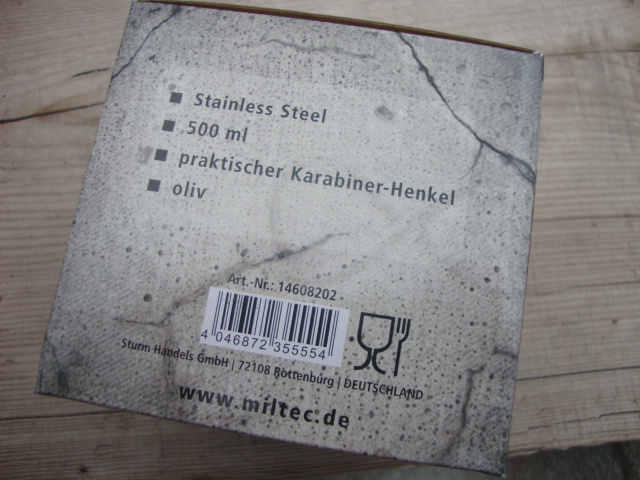 Stainless Steel
500 ml
praktischer Karabiner-Henkel
oliv
Art.-Nr.: 14608202
4 046872 355554
Sturm Handels GmbH | 72108 Rottenburg | DEUTSCHLAND
www.miltec.de